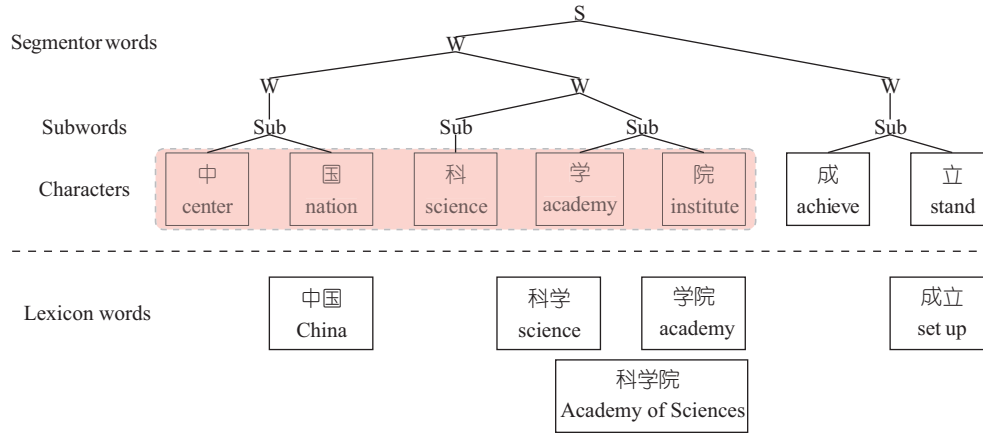 S
Segmentor words
W
W W W
Subwords Sub Sub Sub Sub
Characters
中 国 科 学 院 成 立
center nation science academy institute achieve stand
Lexicon words
中国 科学 学院 成立
China science academy set up
科学院
Academy of Sciences